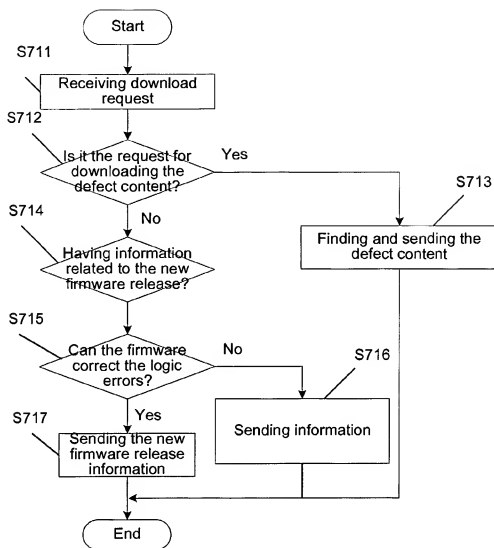 Start
S711
Receiving download
request
S712
Is it the request for
downloading the
defect content?
Yes
S713
Finding and sending the
defect content
No
S714
Having information
related to the new
firmware release?
S715
Can the firmware
correct the logic
errors?
No
S716
Sending information
Yes
S717
Sending the new
firmware release
information
End